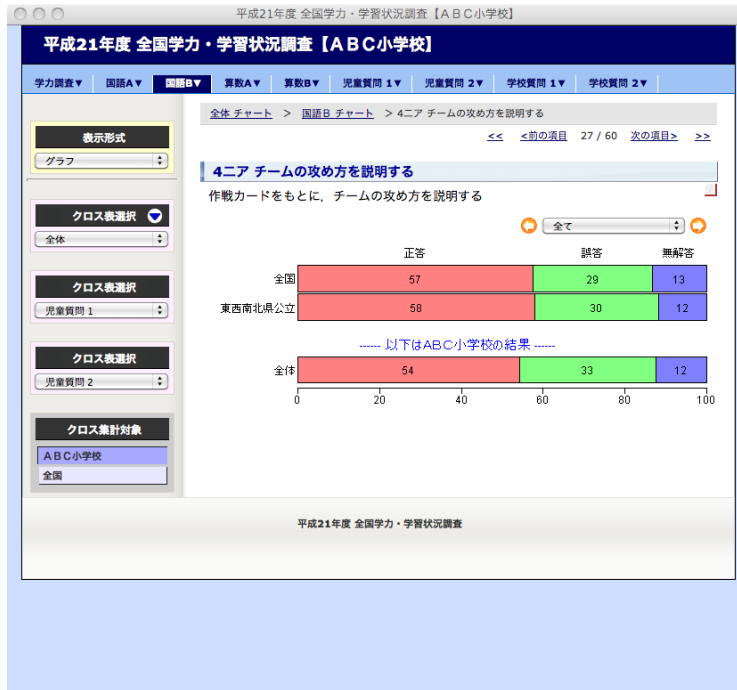 平成21年度 全国学力・学習状況調査【ＡＢＣ小学校】
平成21年度 全国学力・学習状況調査【ＡＢＣ小学校】
学力調査▼ 国語A▼ 国語B▼ 算数A▼ 算数B▼ 児童質問 1▼ 児童質問 2▼ 学校質問 1▼ 学校質問 2▼
全体 チャート > 国語B チャート > 4二ア チームの攻め方を説明する
<< <前の項目 27 / 60 次の項目> >>
表示形式
グラフ
4二ア チームの攻め方を説明する
作戦カードをもとに，チームの攻め方を説明する
クロス表選択
全体
全て
正答 誤答 無解答
全国 57 29 13
東西南北県公立 58 30 12
------ 以下はＡＢＣ小学校の結果 ------
全体 54 33 12
0 20 40 60 80 100
クロス表選択
児童質問 1
クロス表選択
児童質問 2
クロス集計対象
ＡＢＣ小学校
全国
平成21年度 全国学力・学習状況調査